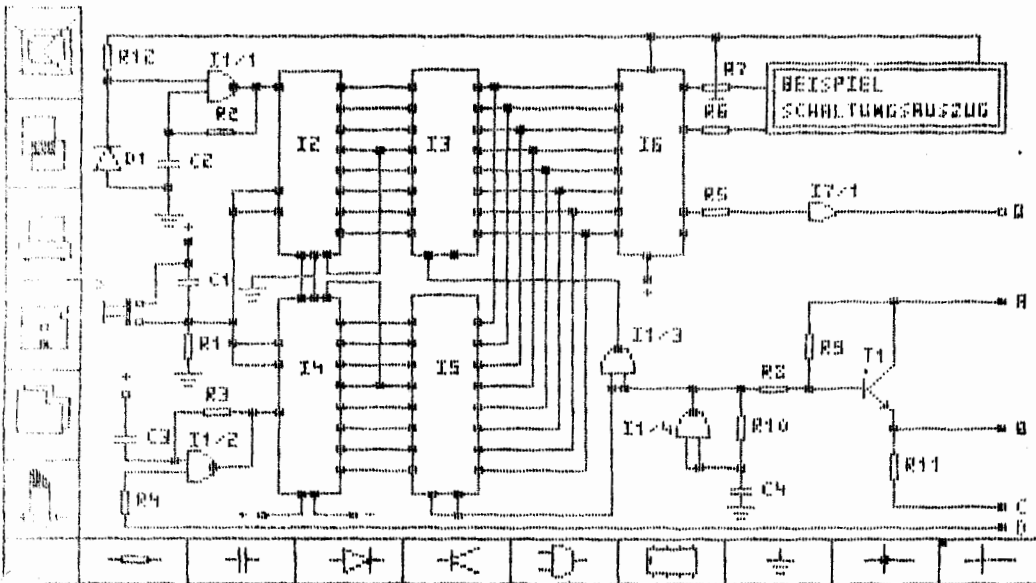 R12
I1/1
R2
D1
C2
I2
I3
I6
R7
R6
BEISPIEL
SCHALTUNGSAUSZUG
R5
I7/1
C1
R1
I4
I5
I1/3
R9
T1
A
R8
R3
C3
I1/2
I1/4
R10
B
R11
R4
C4
C